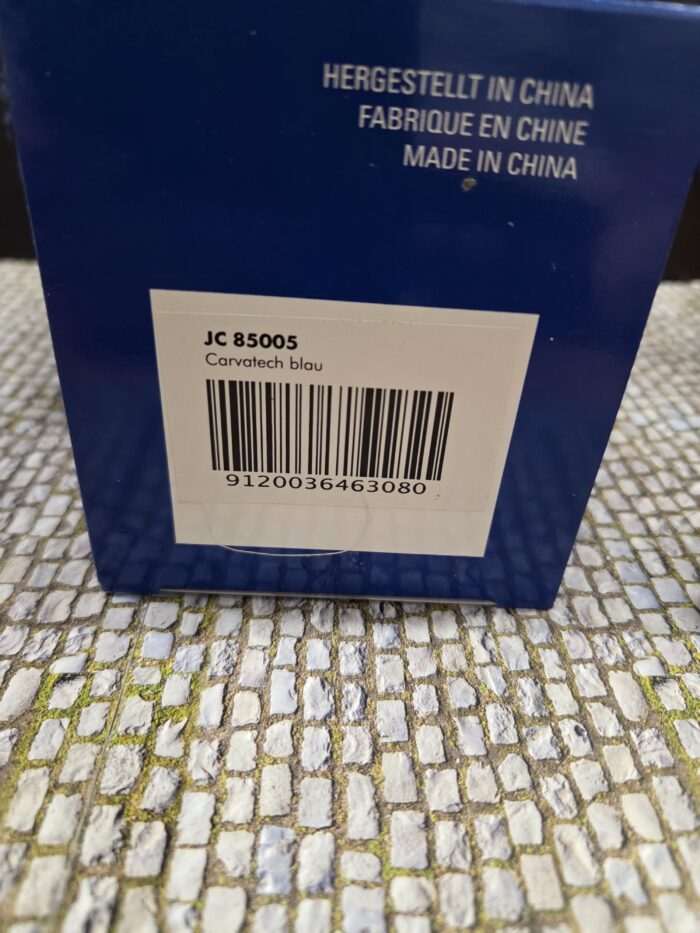 HERGESTELLT IN CHINA
FABRIQUE EN CHINE
MADE IN CHINA
JC 85005
Carvatech blau
9120036463080